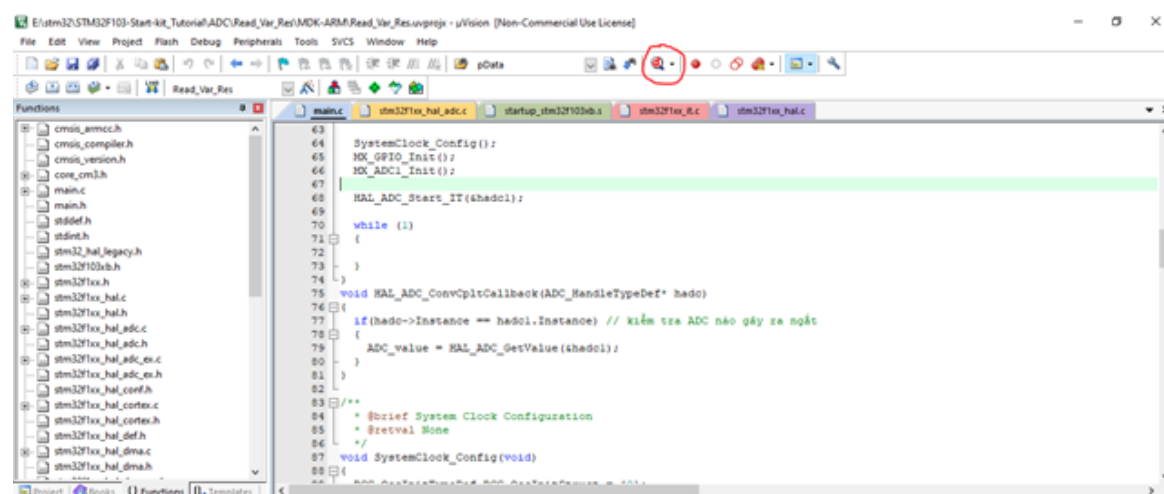 E:\stm32\STM32F103-Start-kit_Tutorial\ADC\Read_Var_Res\MDK-ARM\Read_Var_Res.uvprojx - µVision [Non-Commercial Use License]
File Edit View Project Flash Debug Peripherals Tools SVCS Window Help
pData
Read_Var_Res
Functions
cmsis_armcc.h
cmsis_compiler.h
cmsis_version.h
core_cm3.h
main.c
main.h
stddef.h
stdint.h
stm32_hal_legacy.h
stm32f103xb.h
stm32f1xx.h
stm32f1xx_hal.c
stm32f1xx_hal.h
stm32f1xx_hal_adc.c
stm32f1xx_hal_adc.h
stm32f1xx_hal_adc_ex.c
stm32f1xx_hal_adc_ex.h
stm32f1xx_hal_conf.h
stm32f1xx_hal_cortex.c
stm32f1xx_hal_cortex.h
stm32f1xx_hal_def.h
stm32f1xx_hal_dma.c
stm32f1xx_hal_dma.h
Project Books {} Functions Templates
main.c stm32f1xx_hal_adc.c startup_stm32f103xb.s stm32f1xx_it.c stm32f1xx_hal.c
63
64 SystemClock_Config();
65 MX_GPIO_Init();
66 MX_ADC1_Init();
67
68 HAL_ADC_Start_IT(&hadc1);
69
70 while (1)
71 {
72
73 }
74 }
75 void HAL_ADC_ConvCpltCallback(ADC_HandleTypeDef* hadc)
76 {
77 if(hadc->Instance == hadc1.Instance) // kiểm tra ADC nào gây ra ngắt
78 {
79 ADC_value = HAL_ADC_GetValue(&hadc1);
80 }
81 }
82
83 /**
84 * @brief System Clock Configuration
85 * @retval None
86 */
87 void SystemClock_Config(void)
88 {